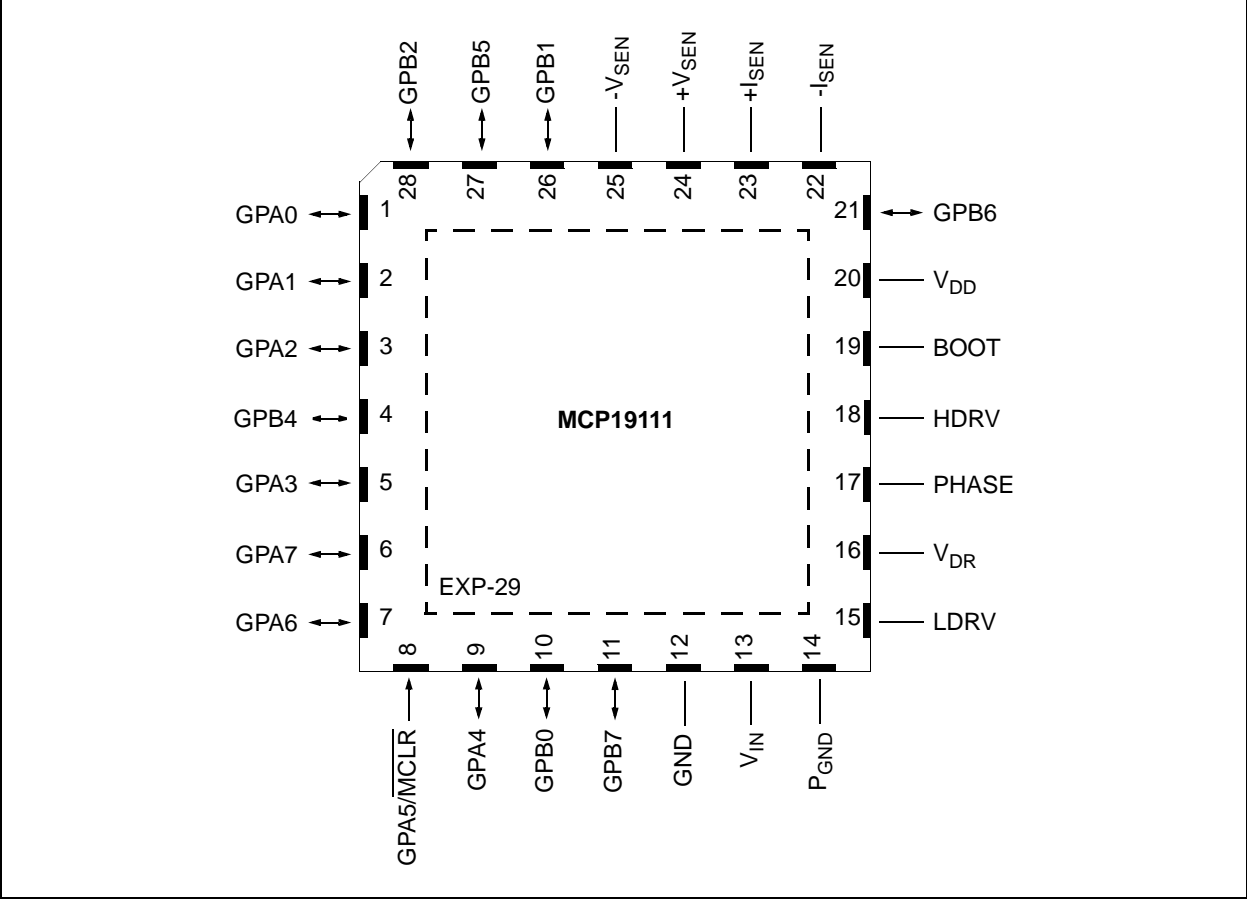 GPB2
GPB5
GPB1
-VSEN
+VSEN
+ISEN
-ISEN
28
27
26
25
24
23
22
GPA0
1
21
GPB6
GPA1
2
20
VDD
GPA2
3
19
BOOT
GPB4
4
MCP19111
18
HDRV
GPA3
5
17
PHASE
GPA7
6
16
VDR
EXP-29
GPA6
7
15
LDRV
8
9
10
11
12
13
14
GPA5/MCLR
GPA4
GPB0
GPB7
GND
VIN
PGND